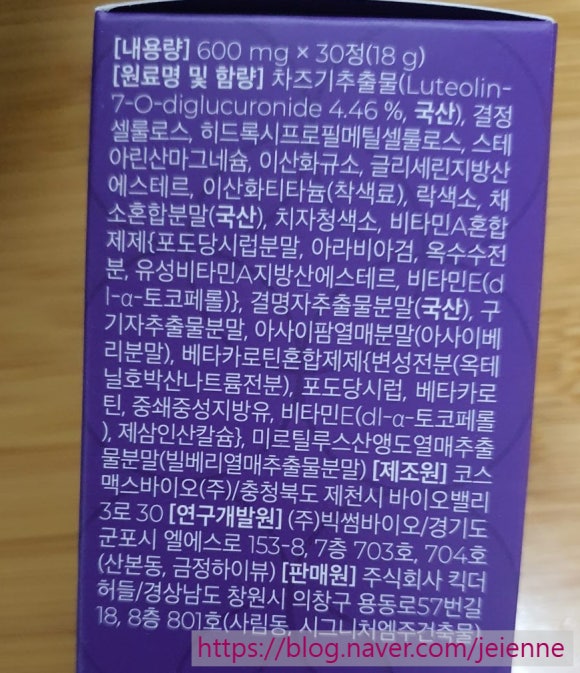 [내용량] 600 mg × 30정(18 g)
[원료명 및 함량] 차즈기추출물(Luteolin-
7-O-diglucuronide 4.46 %, 국산), 결정
셀룰로스, 히드록시프로필메틸셀룰로스, 스테
아린산마그네슘, 이산화규소, 글리세린지방산
에스테르, 이산화티타늄(착색료), 락색소, 채
소혼합분말(국산), 치자청색소, 비타민A혼합
제제{포도당시럽분말, 아라비아검, 옥수수전
분, 유성비타민A지방산에스테르, 비타민E(d
l-α-토코페롤)}, 결명자추출물분말(국산), 구
기자추출물분말, 아사이팜열매분말(아사이베
리분말), 베타카로틴혼합제제{변성전분(옥테
닐호박산나트륨전분), 포도당시럽, 베타카로
틴, 중쇄중성지방유, 비타민E(dl-α-토코페롤
), 제삼인산칼슘}, 미르틸루스산앵도열매추출
물분말(빌베리열매추출물분말) [제조원] 코스
맥스바이오(주)/충청북도 제천시 바이오밸리
3로 30 [연구개발원] (주)빅썸바이오/경기도
군포시 엘에스로 153-8, 7층 703호, 704호
(산본동, 금정하이뷰) [판매원] 주식회사 킥더
허들/경상남도 창원시 의창구 용동로57번길
18, 8층 801호(사림동, 시그니처엠주건축물)
https://blog.naver.com/jeienne